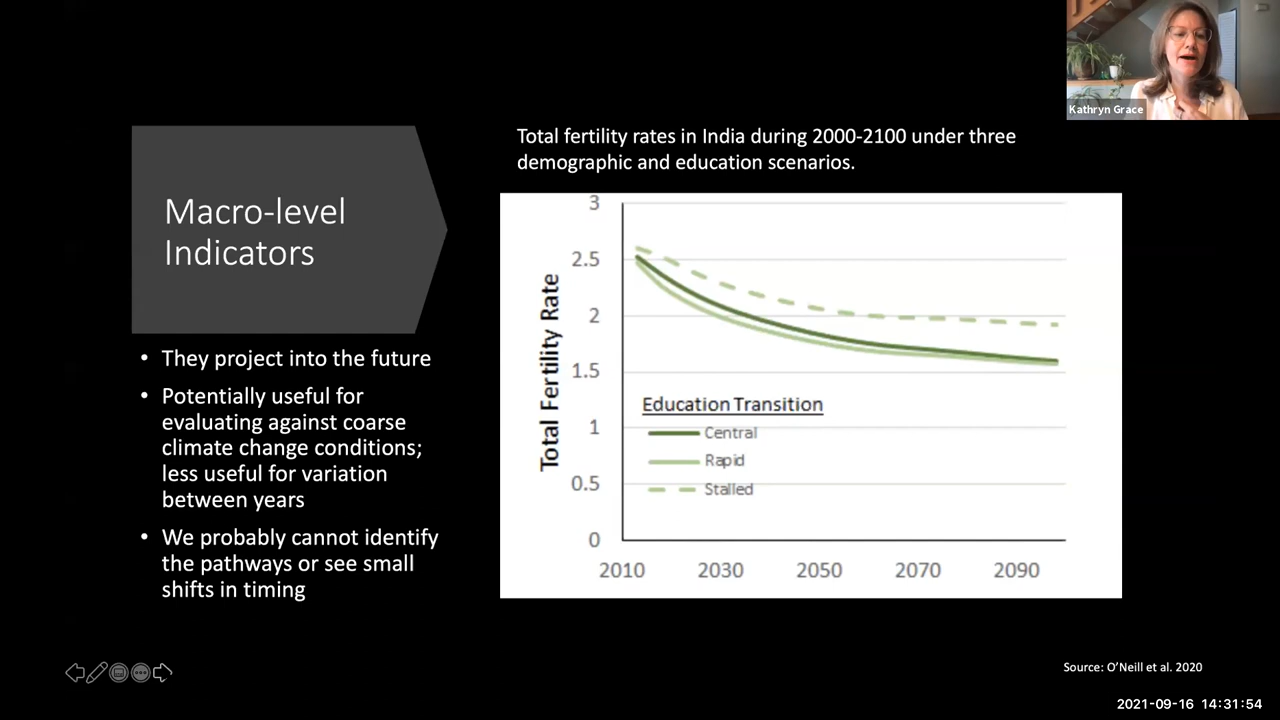 Kathryn Grace
Macro-level
Indicators
• They project into the future
• Potentially useful for
evaluating against coarse
climate change conditions;
less useful for variation
between years
• We probably cannot identify
the pathways or see small
shifts in timing
Total fertility rates in India during 2000-2100 under three
demographic and education scenarios.
Total Fertility Rate
3
2.5
2
1.5
1
0.5
0
Education Transition
Central
Rapid
Stalled
2010 2030 2050 2070 2090
Source: O’Neill et al. 2020
2021-09-16 14:31:54